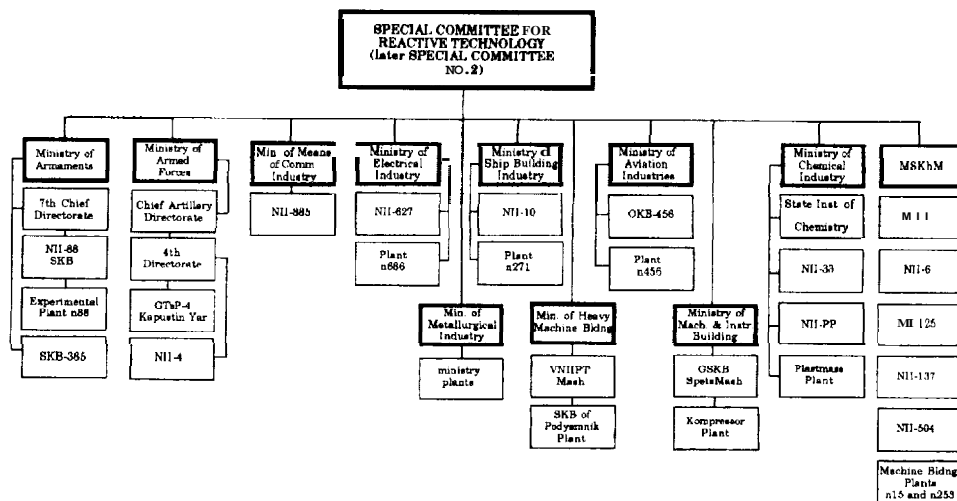 SPECIAL COMMITTEE FOR
REACTIVE TECHNOLOGY
(later SPECIAL COMMITTEE
NO.2)
Ministry of
Armaments
7th Chief
Directorate
NII-88
SKB
Experimental
Plant n88
SKB-385
Ministry of
Armed
Forces
Chief Artillery
Directorate
4th
Directorate
GTsP-4
Kapustin Yar
NII-4
Min. of Means
of Comm
Industry
NII-885
Ministry of
Electrical
Industry
NII-627
Plant
n686
Ministry of
Ship Building
Industry
NII-10
Plant
n271
Ministry of
Aviation
Industries
OKB-456
Plant
n456
Min. of
Metallurgical
Industry
ministry
plants
Min. of Heavy
Machine Bldng
VNIIPT
Mash
SKB of
Podyomnik
Plant
Ministry of
Mach. & Instr.
Building
GSKB
SpetsMash
Kompressor
Plant
Ministry of
Chemical
Industry
State Inst. of
Chemistry
NII-33
NII-PP
Plastmass
Plant
MSKhM
NII-6
NII-137
NII-504
Machine Bldng
Plants
n15 and n253